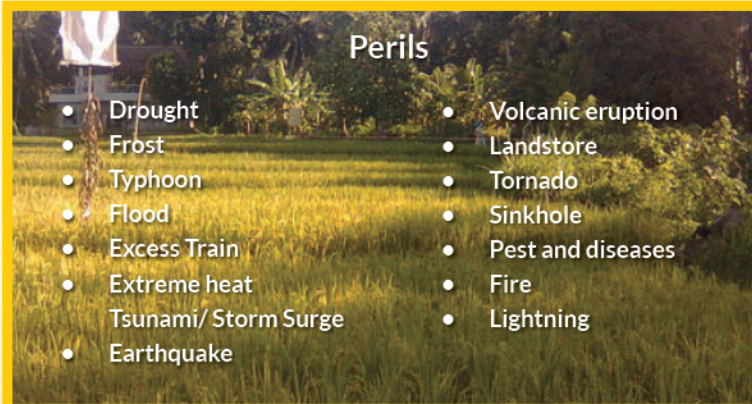 Perils
• Drought
• Frost
• Typhoon
• Flood
• Excess Train
• Extreme heat
Tsunami/ Storm Surge
• Earthquake
• Volcanic eruption
• Landstore
• Tornado
• Sinkhole
• Pest and diseases
• Fire
• Lightning